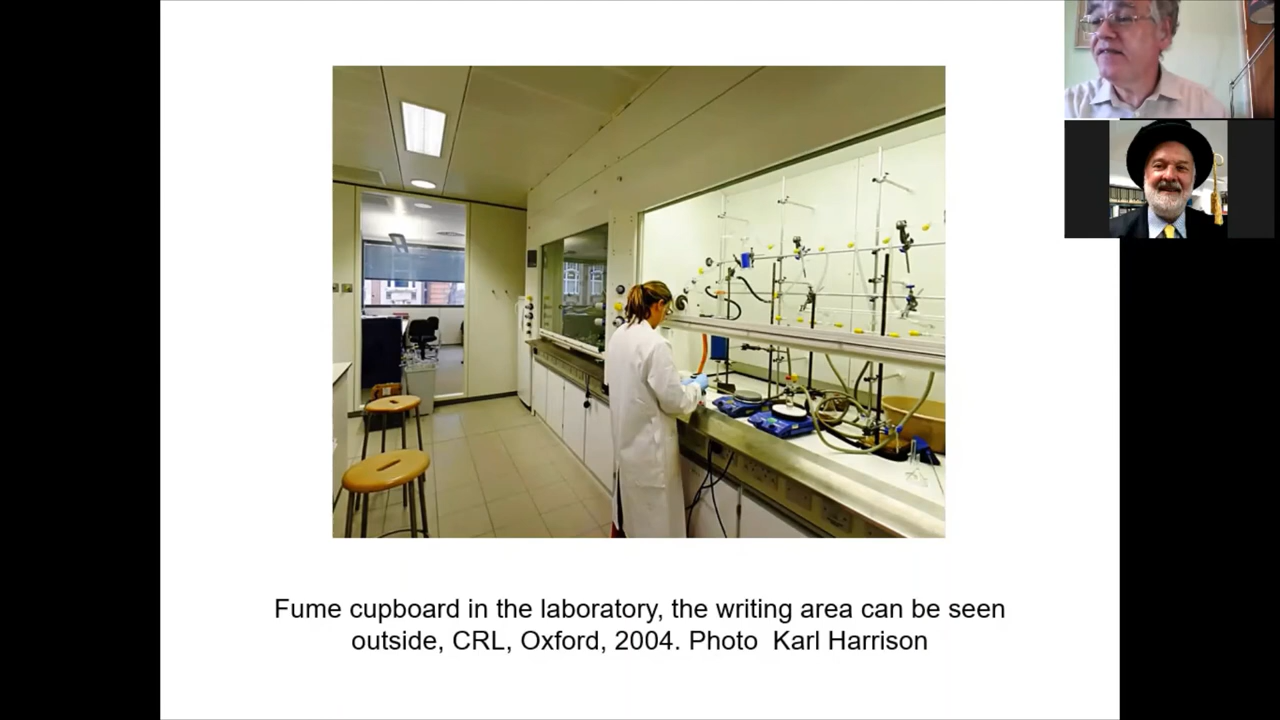 Fume cupboard in the laboratory, the writing area can be seen
outside, CRL, Oxford, 2004. Photo  Karl Harrison